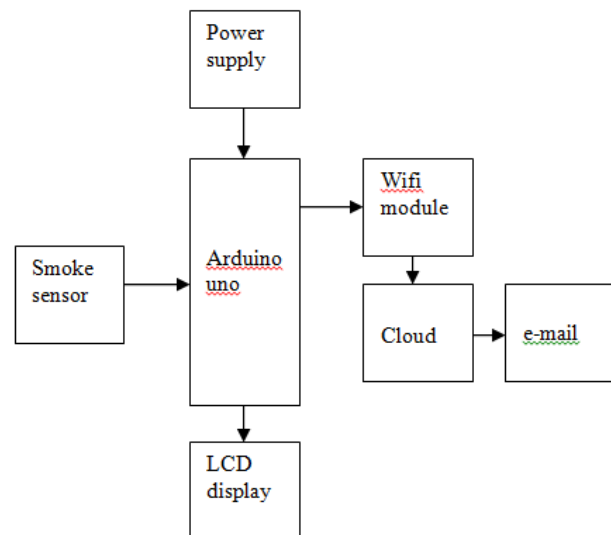 Power
supply
Wifi
module
Smoke
sensor
Arduino
uno
Cloud
e-mail
LCD
display